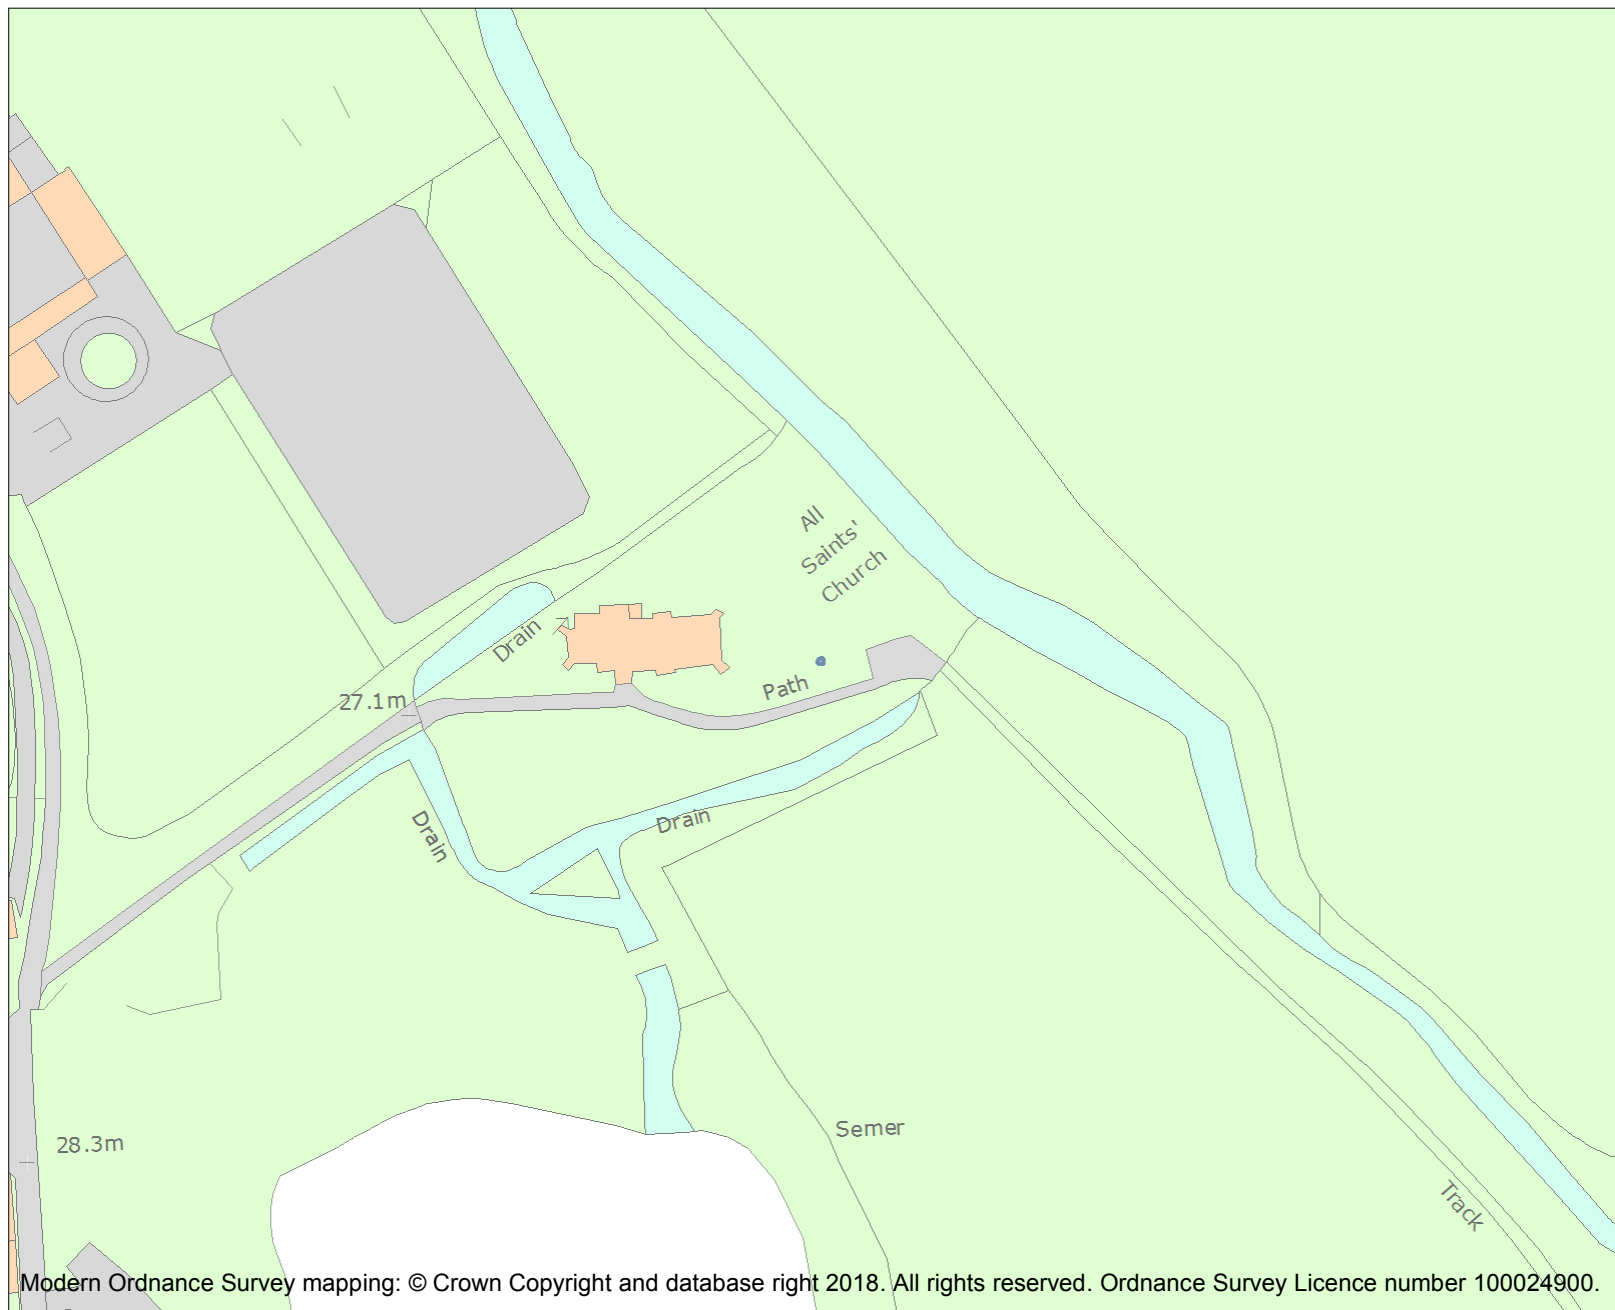 All
Saints'
Church
Drain
27.1m
Path
Drain
Drain
Semer
28.3m
Track
Modern Ordnance Survey mapping: © Crown Copyright and database right 2018. All rights reserved. Ordnance Survey Licence number 100024900.